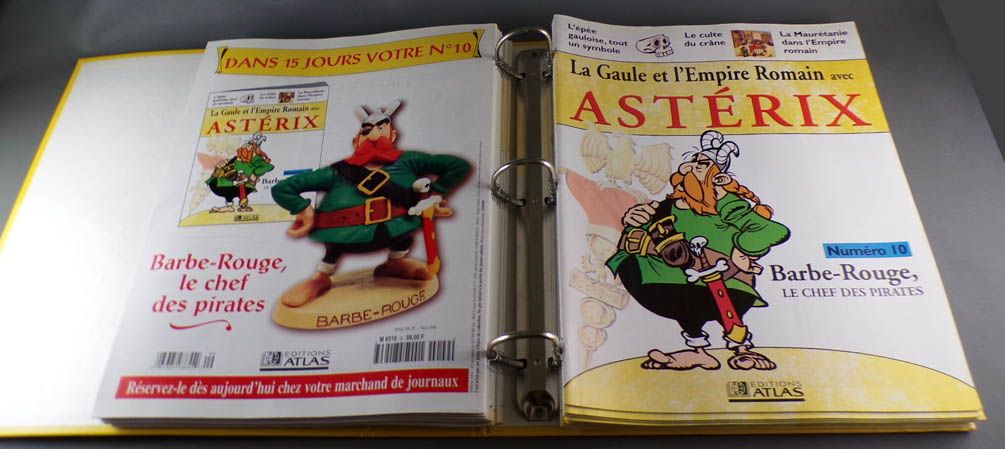 DANS 15 JOURS VOTRE N°10
La Gaule et l'Empire Romain avec
ASTÉRIX
Barbe-Rouge,
le chef
des pirates
BARBE-ROUGE
EDITIONS
ATLAS
Réservez-le dès aujourd'hui chez votre marchand de journaux
L'épée
gauloise, tout
un symbole
Le culte
du crâne
La Maurétanie
dans l'Empire
romain
La Gaule et l'Empire Romain avec
ASTÉRIX
Numéro 10
Barbe-Rouge,
LE CHEF DES PIRATES
EDITIONS
ATLAS